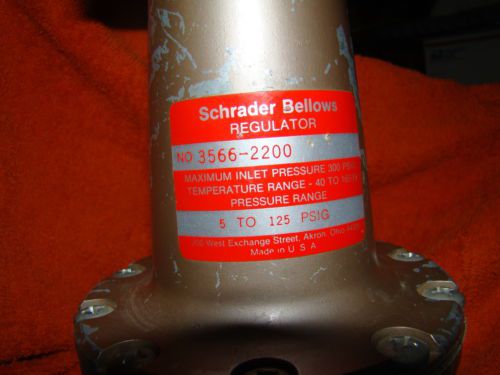 Schrader Bellows
REGULATOR
NO 3566-2200
MAXIMUM INLET PRESSURE 300
TEMPERATURE RANGE - 40 TO
PRESSURE RANGE
5 TO 125 PSIG
200 West Exchange Street, Akron, Ohio
Made in U.S.A